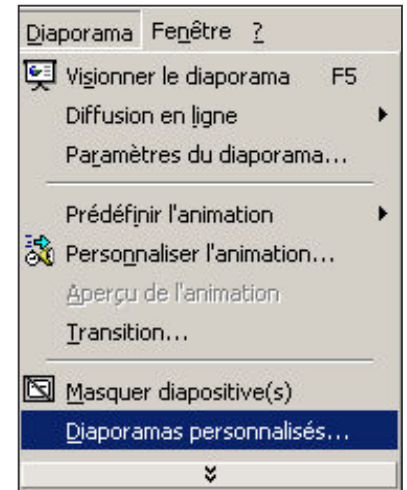 Diaporama Fenêtre ?
Visionner le diaporama F5
Diffusion en ligne
Paramètres du diaporama...
Prédéfinir l'animation
Personnaliser l'animation...
Aperçu de l'animation
Transition...
Masquer diapositive(s)
Diaporamas personnalisés...